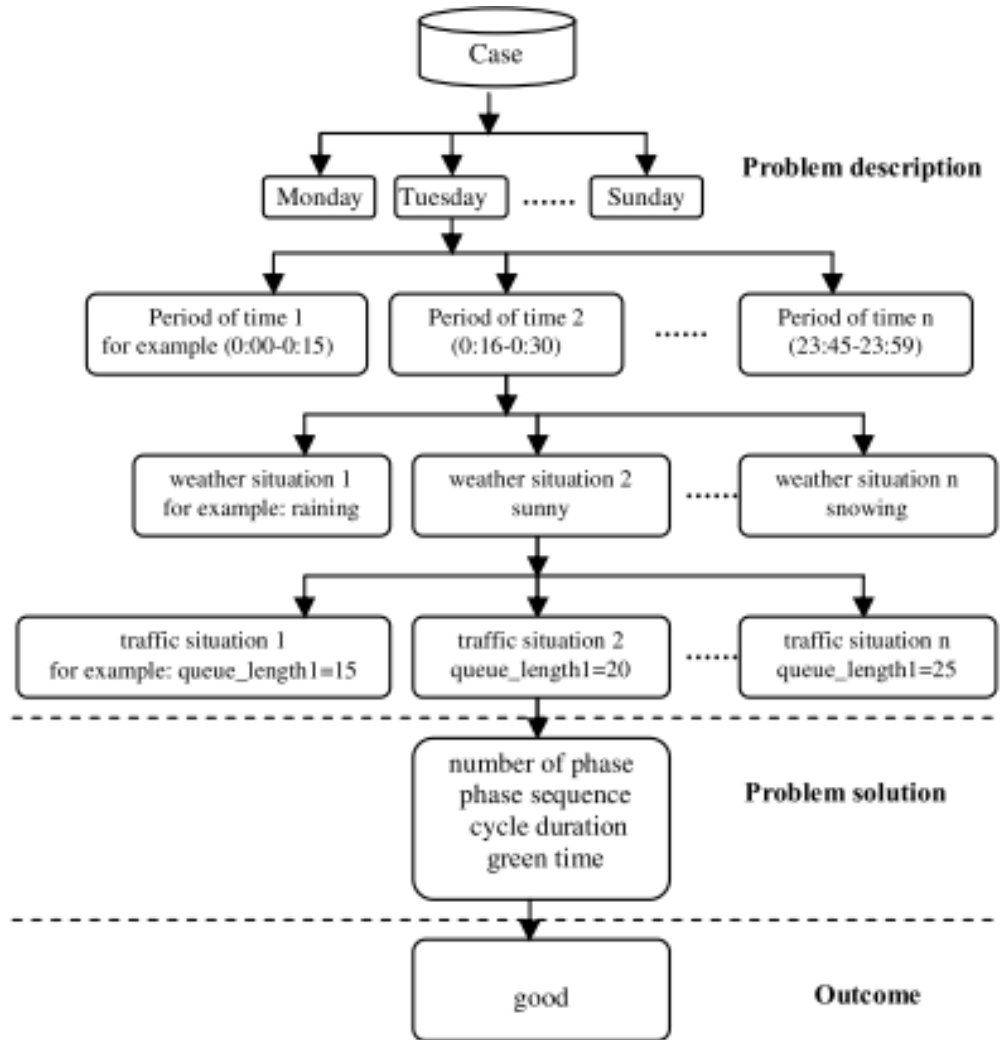 Case
Problem description
Monday
Tuesday
......
Sunday
Period of time 1
for example (0:00-0:15)
Period of time 2
(0:16-0:30)
......
Period of time n
(23:45-23:59)
weather situation 1
for example: raining
weather situation 2
sunny
......
weather situation n
snowing
traffic situation 1
for example: queue_length1=15
traffic situation 2
queue_length1=20
......
traffic situation n
queue_length1=25
number of phase
phase sequence
cycle duration
green time
Problem solution
good
Outcome